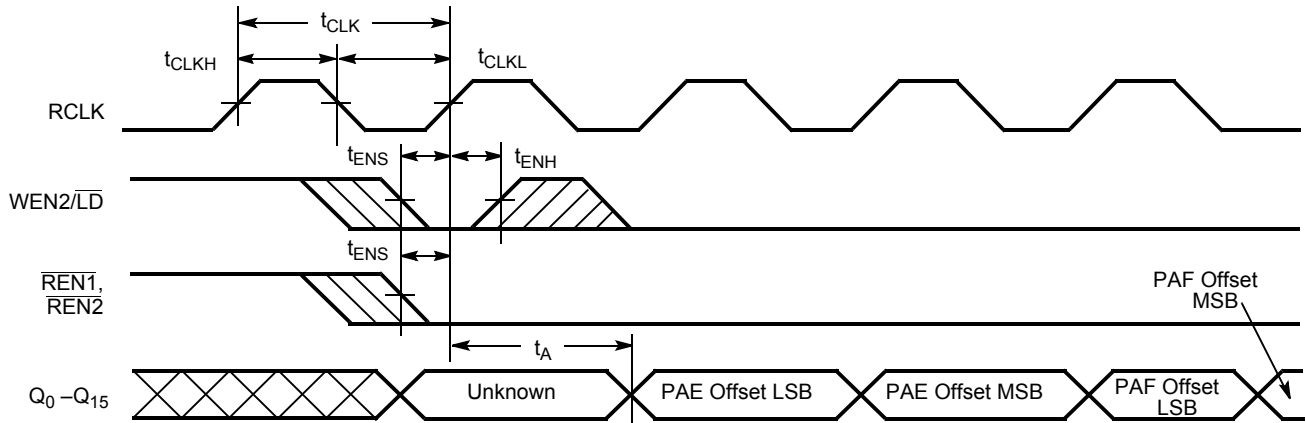 tCLK
tCLKH
tCLKL
RCLK
tENS
tENH
WEN2/LD
tENS
REN1,
REN2
PAF Offset
MSB
tA
Q0 –Q15
Unknown
PAE Offset LSB
PAE Offset MSB
PAF Offset
LSB